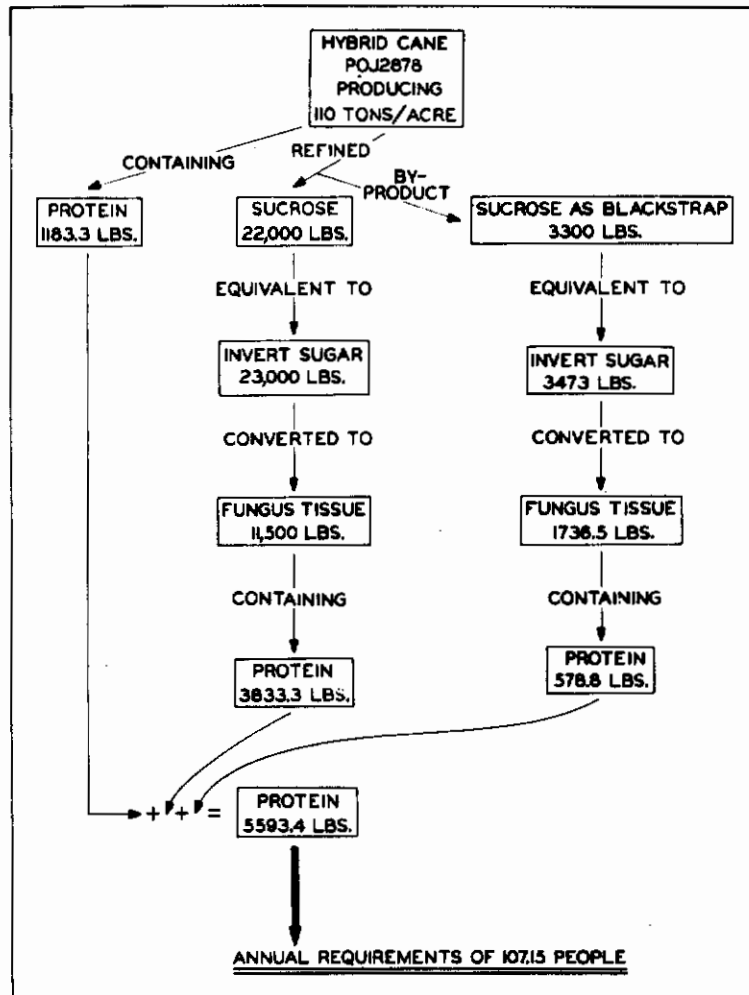 HYBRID CANE
POJ2878
PRODUCING
110 TONS/ACRE
CONTAINING
REFINED
BY-
PRODUCT
PROTEIN
1183.3 LBS.
SUCROSE
22,000 LBS.
SUCROSE AS BLACKSTRAP
3300 LBS.
EQUIVALENT TO
EQUIVALENT TO
INVERT SUGAR
23,000 LBS.
INVERT SUGAR
3473 LBS.
CONVERTED TO
CONVERTED TO
FUNGUS TISSUE
11,500 LBS.
FUNGUS TISSUE
1736.5 LBS.
CONTAINING
CONTAINING
PROTEIN
3833.3 LBS.
PROTEIN
578.8 LBS.
+ + =
PROTEIN
5593.4 LBS.
ANNUAL REQUIREMENTS OF 107.15 PEOPLE